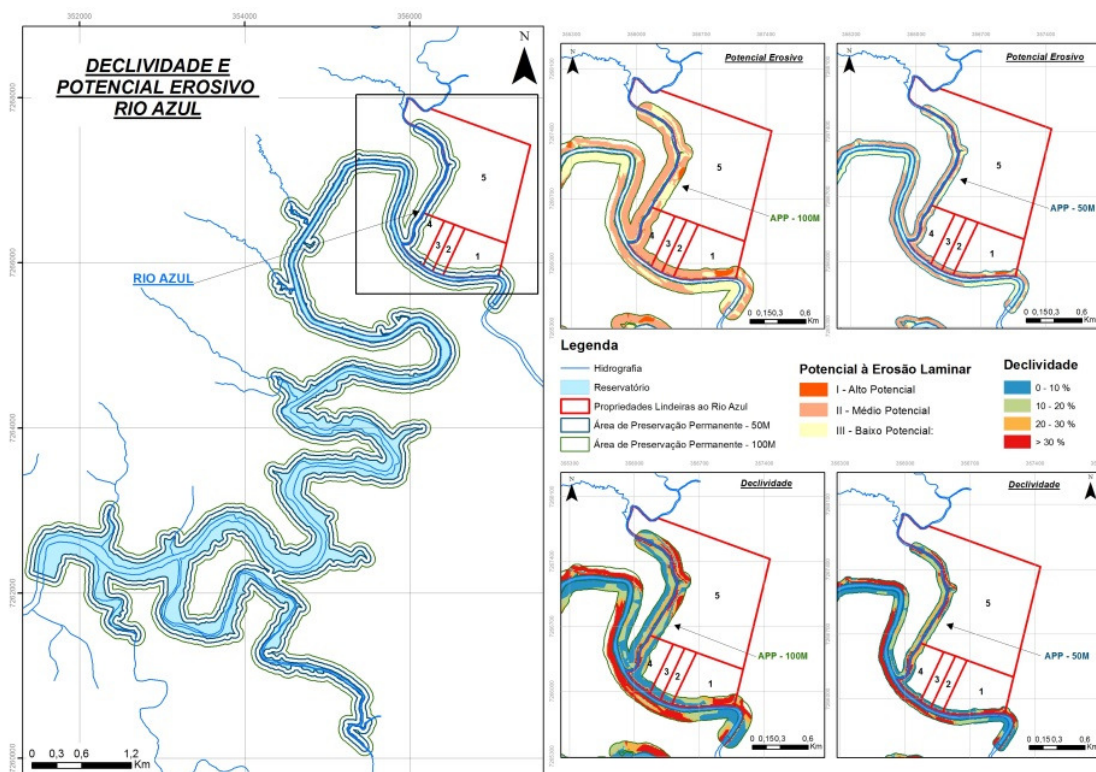 352000 354000 356000
N
DECLIVIDADE E
POTENCIAL EROSIVO
RIO AZUL
7268000
7266000
7264000
7262000
7260000
5
4
3
2
1
RIO AZUL
0 0,3 0,6 1,2
Km
Potencial Erosivo
N
5
4
3
2
1
APP - 100M
0 0,15 0,3 0,6
Km
Potencial Erosivo
N
5
4
3
2
1
APP - 50M
0 0,15 0,3 0,6
Km
Legenda
Hidrografia
Reservatório
Propriedades Lindeiras ao Rio Azul
Área de Preservação Permanente - 50M
Área de Preservação Permanente - 100M
Potencial à Erosão Laminar
I - Alto Potencial
II - Médio Potencial
III - Baixo Potencial:
Declividade
0 - 10 %
10 - 20 %
20 - 30 %
> 30 %
Declividade
N
5
4
3
2
1
APP - 100M
0 0,15 0,3 0,6
Km
Declividade
N
N
5
4
3
2
1
APP - 50M
0 0,15 0,3 0,6
Km